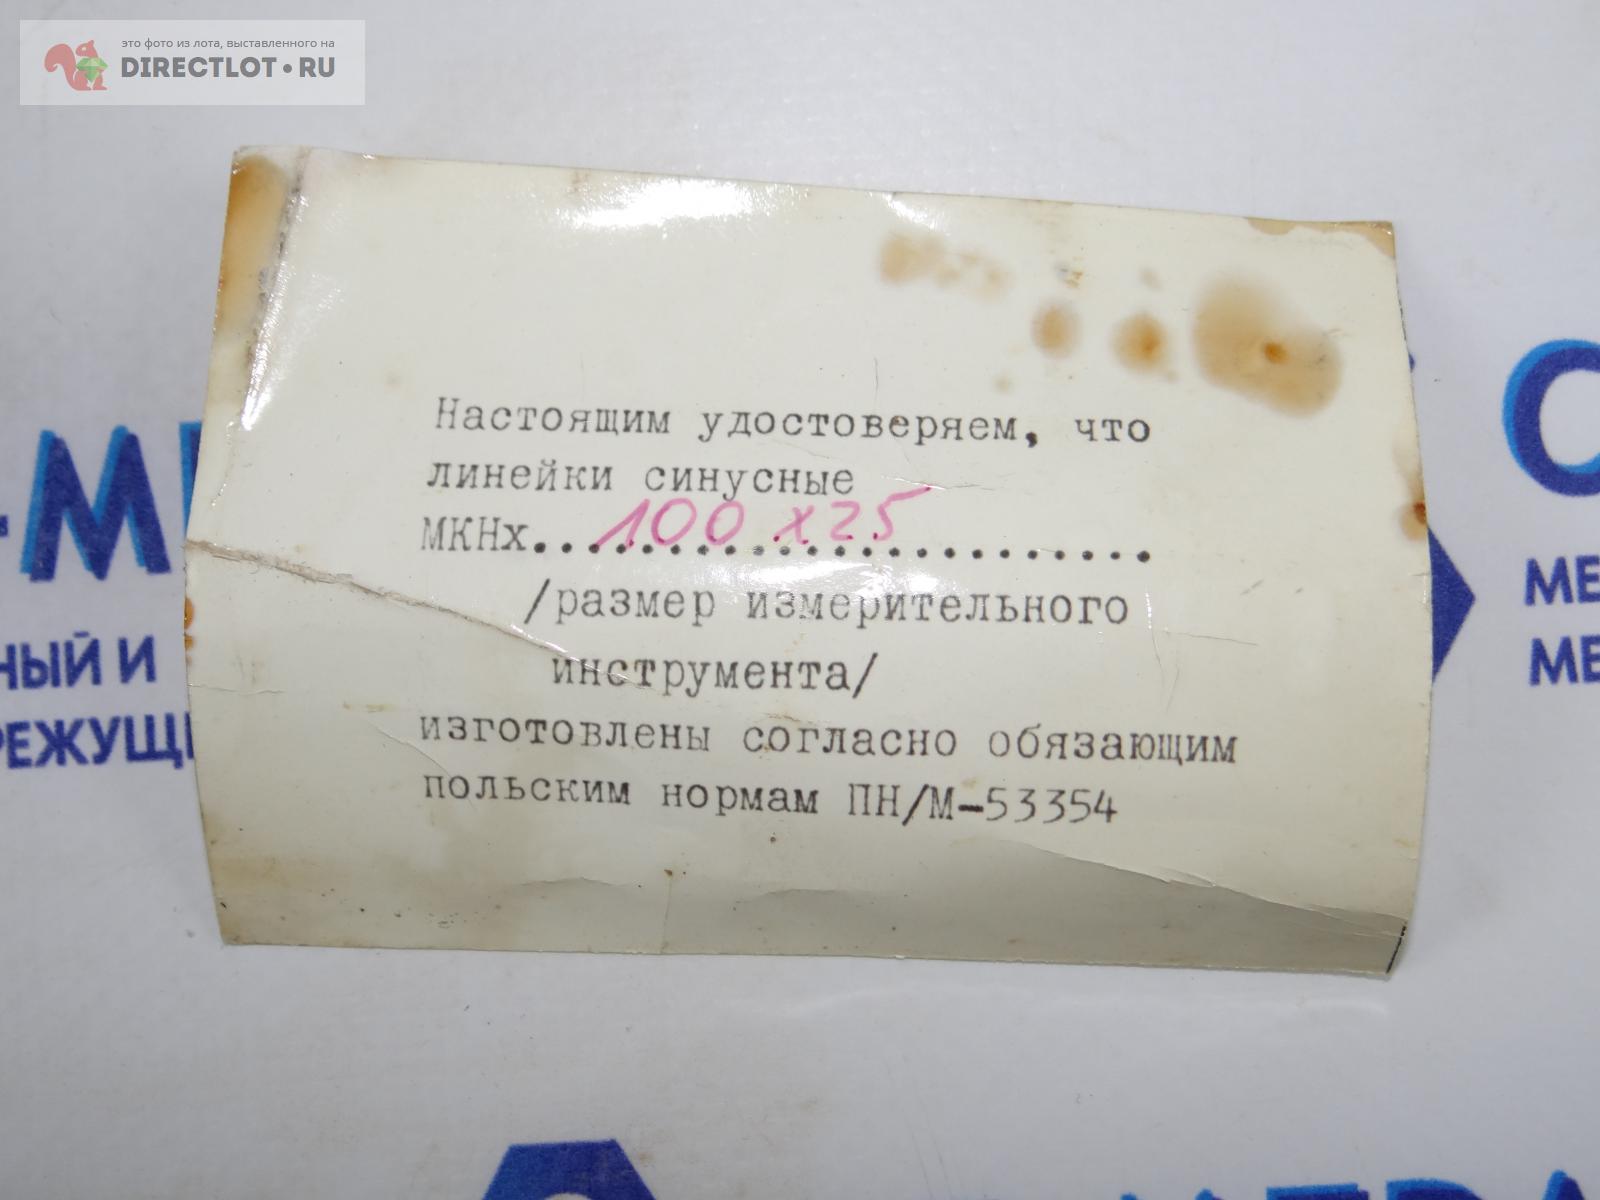 это фото из лота, выставленного на
DIRECTLOT•RU
Настоящим удостоверяем, что
линейки синусные
МКНх....................... 100 x 25
/размер измерительного
инструмента/
изготовлены согласно обязающим
польским нормам ПН/М-53354
НЫЙ И
РЕЖУЩ
МЕ
МЕ